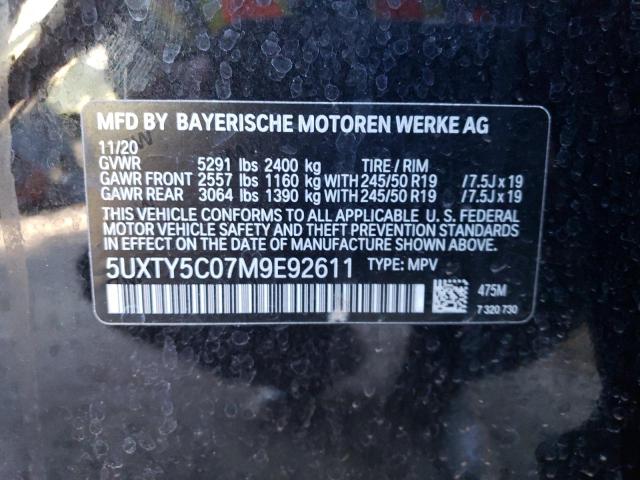 MFD BY BAYERISCHE MOTOREN WERKE AG
11/20
GVWR 5291 lbs 2400 kg TIRE / RIM
GAWR FRONT 2557 lbs 1160 kg WITH 245/50 R19 /7.5J x 19
GAWR REAR 3064 lbs 1390 kg WITH 245/50 R19 /7.5J x 19
THIS VEHICLE CONFORMS TO ALL APPLICABLE U. S. FEDERAL
MOTOR VEHICLE SAFETY, BUMPER, AND THEFT PREVENTION STANDARDS
IN EFFECT ON THE DATE OF MANUFACTURE SHOWN ABOVE.
5UXTY5C07M9E92611 TYPE: MPV
475M
7 320 730